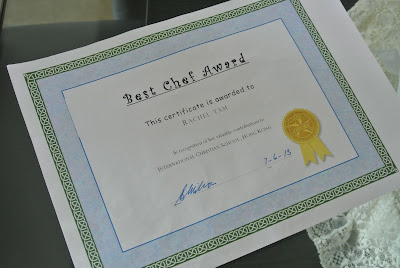 Best Chef Award
This certificate is awarded to
RACHEL TAM
In recognition of her valuable contributions to
INTERNATIONAL CHRISTIAN SCHOOL, HONG KONG
7-6-13